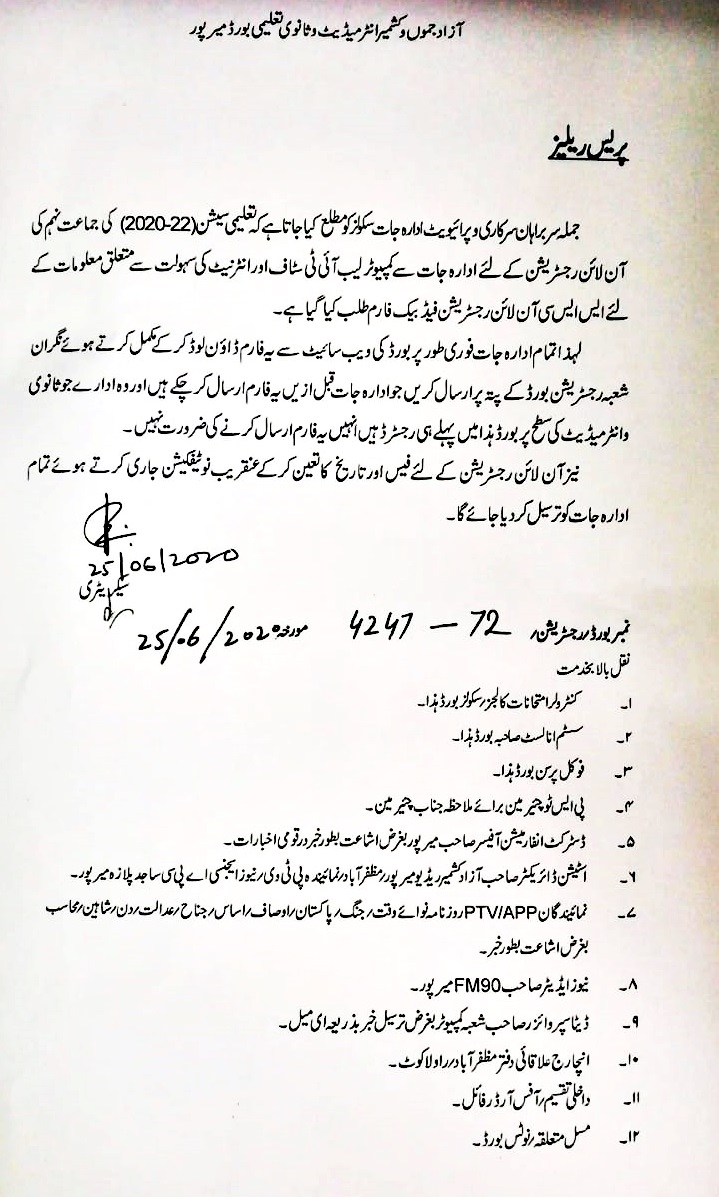 آزاد جموں و کشمیر انٹرمیڈیٹ و ثانوی تعلیمی بورڈ میرپور
پریس ریلیز
جملہ سربراہان سرکاری و پرائیویٹ ادارہ جات سکولز کو مطلع کیا جاتا ہے کہ تعلیمی سیشن (2020-22) کی جماعت نہم کی
آن لائن رجسٹریشن کے لئے ادارہ جات سے کمپیوٹر لیب آئی ٹی سٹاف اور انٹرنیٹ کی سہولت سے متعلق معلومات کے
لئے ایس ایس سی آن لائن رجسٹریشن فیڈ بیک فارم طلب کیا گیا ہے۔
لہذا تمام ادارہ جات فوری طور پر بورڈ کی ویب سائیٹ سے یہ فارم ڈاؤن لوڈ کر کے مکمل کرتے ہوئے نگران
شعبہ رجسٹریشن بورڈ کے پتہ پر ارسال کریں جو ادارہ جات قبل ازیں یہ فارم ارسال کر چکے ہیں اور وہ ادارے جو ثانوی
وانٹرمیڈیٹ کی سطح پر بورڈ ہذا میں پہلے ہی رجسٹرڈ ہیں انہیں یہ فارم ارسال کرنے کی ضرورت نہیں۔
نیز آن لائن رجسٹریشن کے لئے فیس اور تاریخ کا تعین کر کے عنقریب نوٹیفکیشن جاری کرتے ہوئے تمام
ادارہ جات کو ترسیل کر دیا جائے گا۔
25/06/2020
سیکریٹری
نمبر بورڈ/رجسٹریشن/ 4247 — 72 مورخہ 25/06/2020
نقل بالا بخدمت
۱۔ کنٹرولر امتحانات کالجز/سکولز بورڈ ہذا۔
۲۔ سسٹم انالسٹ صاحبہ بورڈ ہذا۔
۳۔ فوکل پرسن بورڈ ہذا۔
۴۔ پی ایس ٹو چیئرمین برائے ملاحظہ جناب چیئرمین۔
۵۔ ڈسٹرکٹ انفارمیشن آفیسر صاحب میرپور بغرض اشاعت بطور خبر در قومی اخبارات۔
۶۔ اسٹیشن ڈائریکٹر صاحب آزاد کشمیر ریڈیو میرپور/مظفرآباد/نمائیندہ پی ٹی وی/نیوز ایجنسی اے پی سی ساجد پلازہ میرپور۔
۷۔ نمائیندگان PTV/APP روزنامہ نوائے وقت/جنگ/پاکستان/اوصاف/اساس/جناح/عدالت/دن/شاہین/محاسب
بغرض اشاعت بطور خبر۔
۸۔ نیوز ایڈیٹر صاحب FM90 میرپور۔
۹۔ ڈیٹا سپروائزر صاحب شعبہ کمپیوٹر بغرض ترسیل خبر بذریعہ ای میل۔
۱۰۔ انچارج علاقائی دفتر مظفرآباد/راولاکوٹ۔
۱۱۔ داخلی تقسیم/آفس آرڈر فائل۔
۱۲۔ مسل متعلقہ/نوٹس بورڈ۔